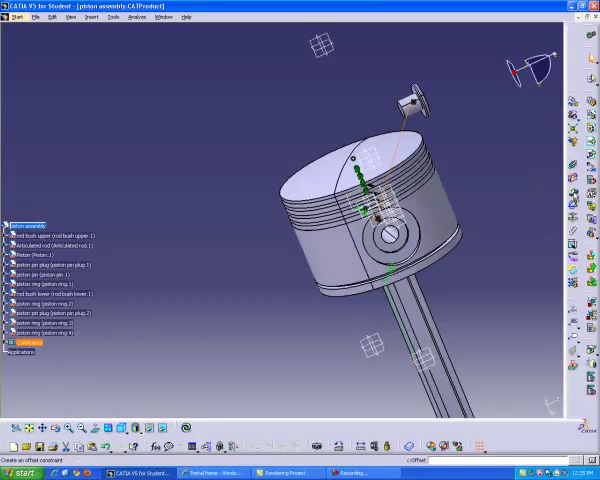 CATIA V5 for Student - [piston assembly.CATProduct]
Start File Edit View Insert Tools Analyze Window Help
piston assembly
rod bush upper (rod bush upper.1)
Articulated rod (Articulated rod.1)
Piston (Piston.1)
piston pin plug (piston pin plug.1)
piston pin (piston pin.1)
piston ring (piston ring.1)
rod bush lower (rod bush lower.1)
piston ring (piston ring.2)
piston pin plug (piston pin plug.2)
piston ring (piston ring.3)
piston ring (piston ring.4)
Constraints
Applications
CATIA
Create an offset constraint
c:Offset
start
CATIA V5 for Student...
Portal Home - Windo...
Rendering Project
Recording...
12:25 PM